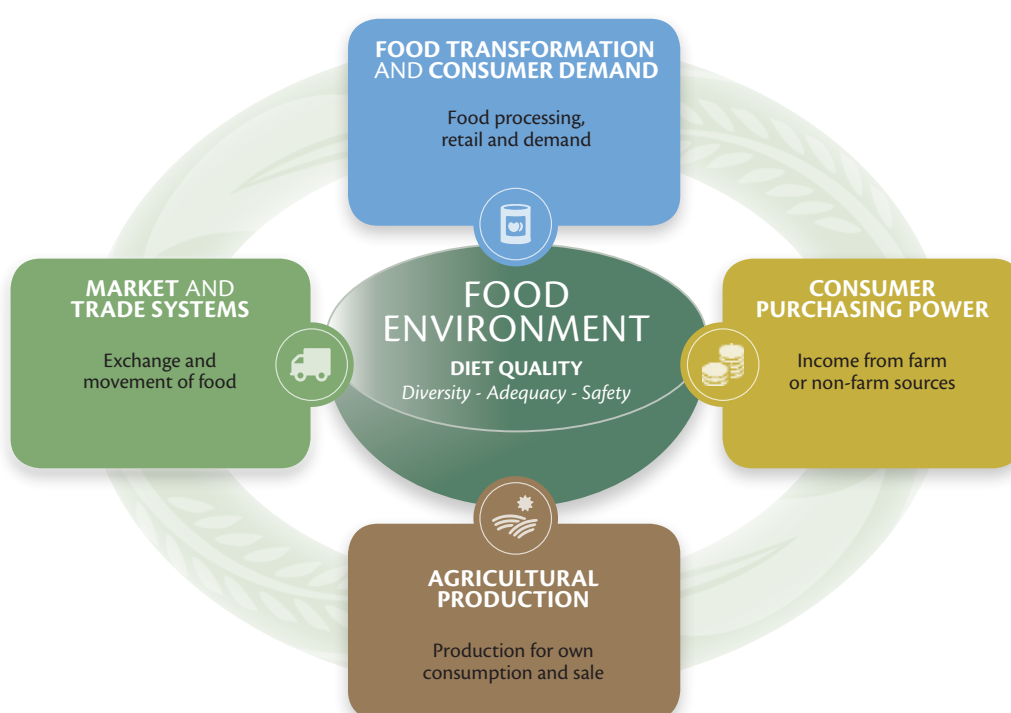 FOOD TRANSFORMATION
AND CONSUMER DEMAND
Food processing,
retail and demand
MARKET AND
TRADE SYSTEMS
Exchange and
movement of food
FOOD
ENVIRONMENT
DIET QUALITY
Diversity - Adequacy - Safety
CONSUMER
PURCHASING POWER
Income from farm
or non-farm sources
AGRICULTURAL
PRODUCTION
Production for own
consumption and sale